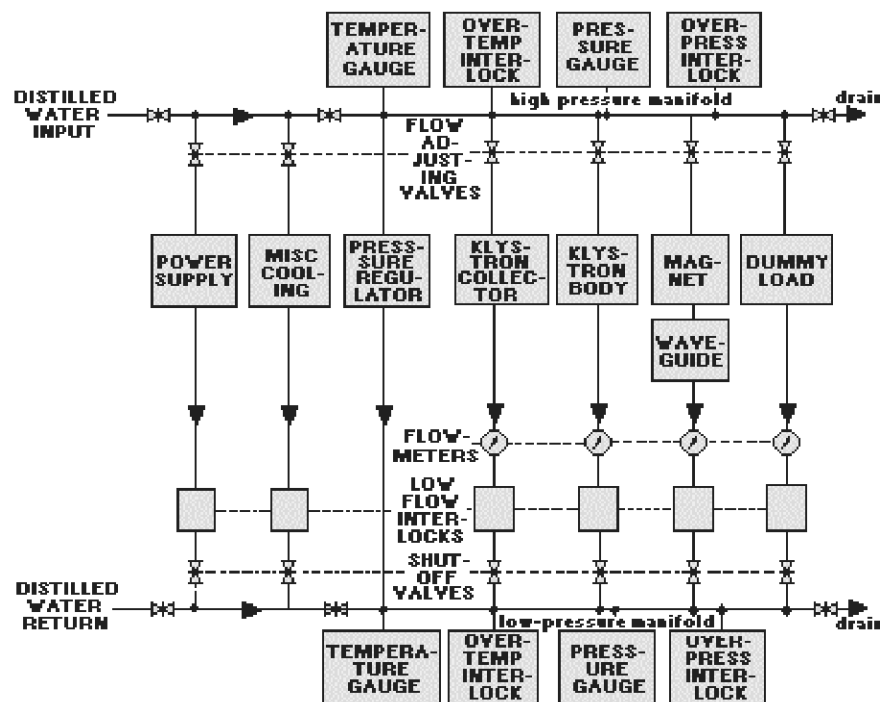 TEMPER-
ATURE
GAUGE
OVER-
TEMP
INTER-
LOCK
PRES-
SURE
GAUGE
OVER-
PRESS
INTER-
LOCK
DISTILLED
WATER
INPUT
high pressure manifold
drain
FLOW
AD-
JUST-
ING
VALVES
POWER
SUPPLY
MISC
COOL-
ING
PRES-
SURE
REGU-
LATOR
KLYS-
TRON
COLLEC-
TOR
KLYS-
TRON
BODY
MAG-
NET
DUMMY
LOAD
WAVE-
GUIDE
FLOW-
METERS
LOW
FLOW
INTER-
LOCKS
SHUT-
OFF
VALVES
DISTILLED
WATER
RETURN
low-pressure manifold
drain
TEMPERA-
TURE
GAUGE
OVER-
TEMP
INTER-
LOCK
PRESS-
URE
GAUGE
OVER-
PRESS
INTER-
LOCK